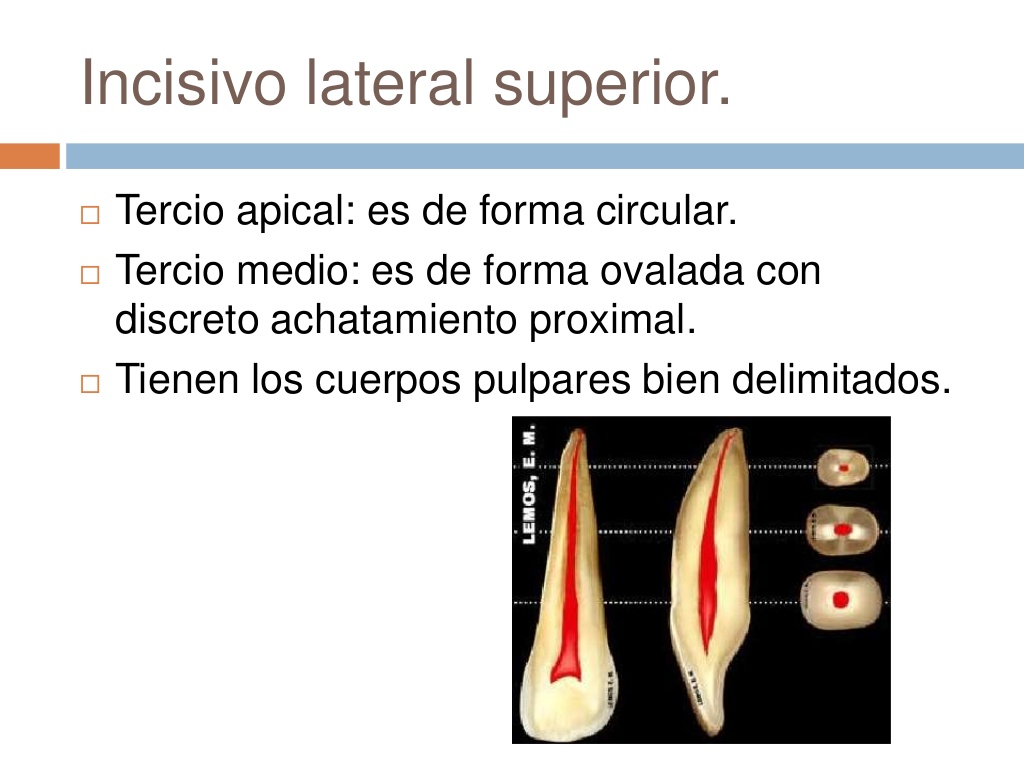 Incisivo lateral superior.
Tercio apical: es de forma circular.
Tercio medio: es de forma ovalada con
discreto achatamiento proximal.
Tienen los cuerpos pulpares bien delimitados.
LEMOS, E. M.